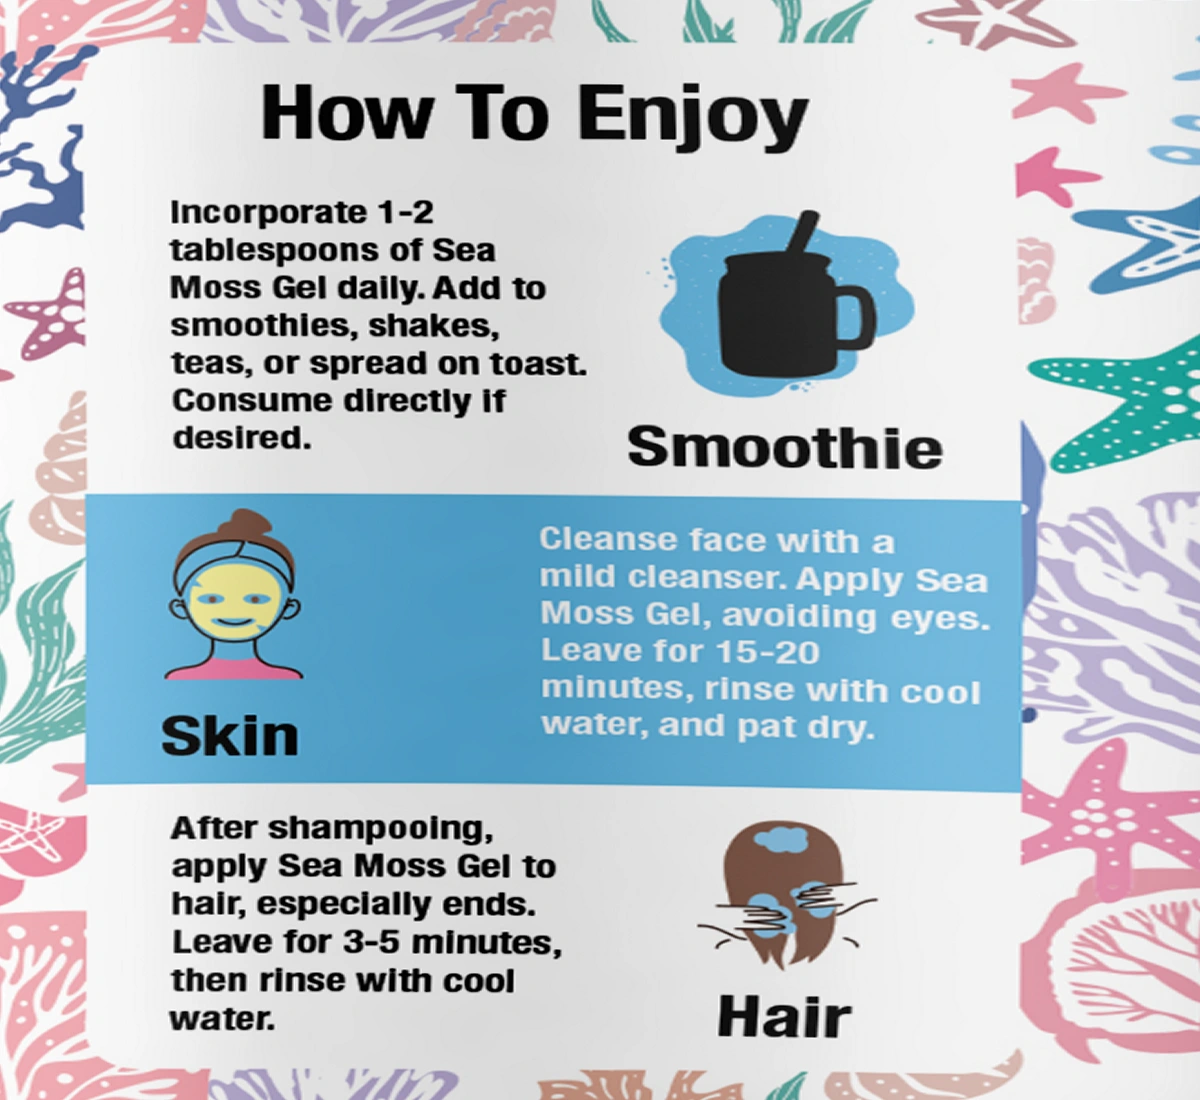 How To Enjoy
Incorporate 1-2
tablespoons of Sea
Moss Gel daily. Add to
smoothies, shakes,
teas, or spread on toast.
Consume directly if
desired.
Smoothie
Skin
Cleanse face with a
mild cleanser. Apply Sea
Moss Gel, avoiding eyes.
Leave for 15-20
minutes, rinse with cool
water, and pat dry.
After shampooing,
apply Sea Moss Gel to
hair, especially ends.
Leave for 3-5 minutes,
then rinse with cool
water.
Hair